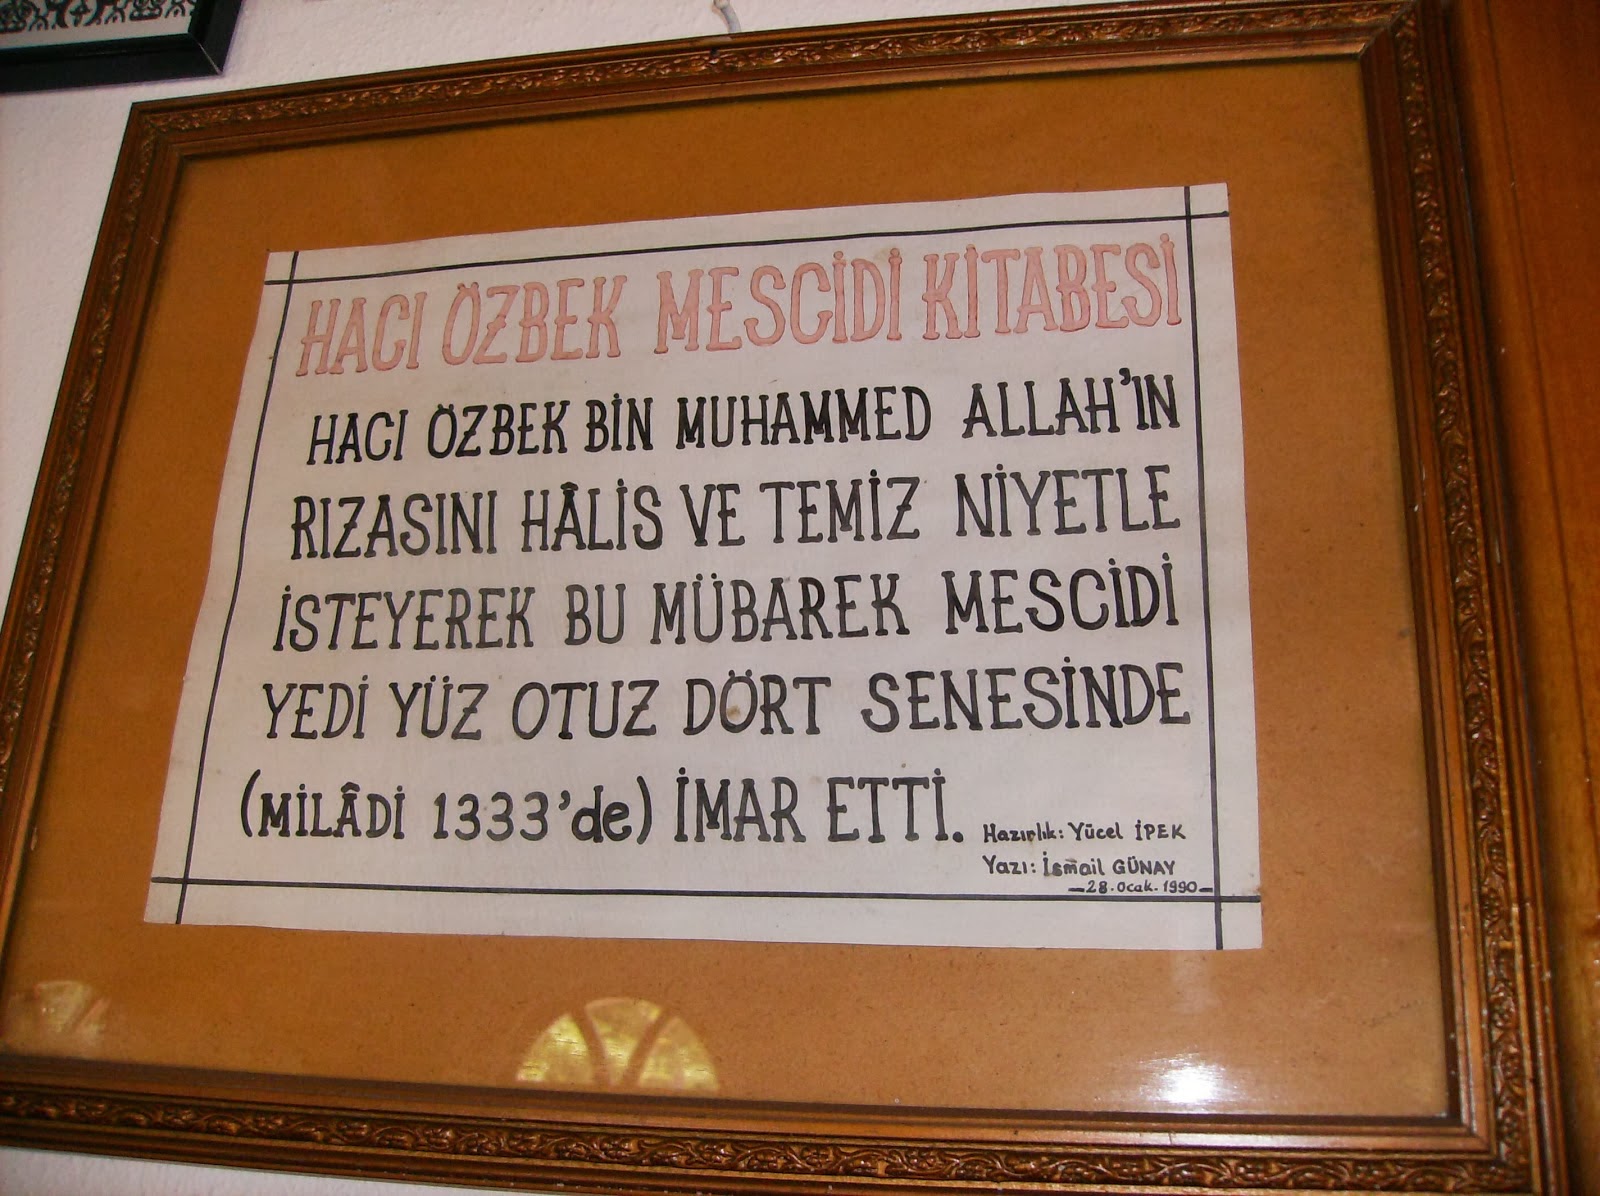 HACI ÖZBEK MESCİDİ KİTABESİ
HACI ÖZBEK BİN MUHAMMED ALLAH'IN
RIZASINI HÂLİS VE TEMİZ NİYETLE
İSTEYEREK BU MÜBAREK MESCİDİ
YEDİ YÜZ OTUZ DÖRT SENESİNDE
(MİLÂDİ 1333'de) İMAR ETTİ.
Hazırlık: Yücel İPEK
Yazı: İsmail GÜNAY
—28.Ocak.1990—